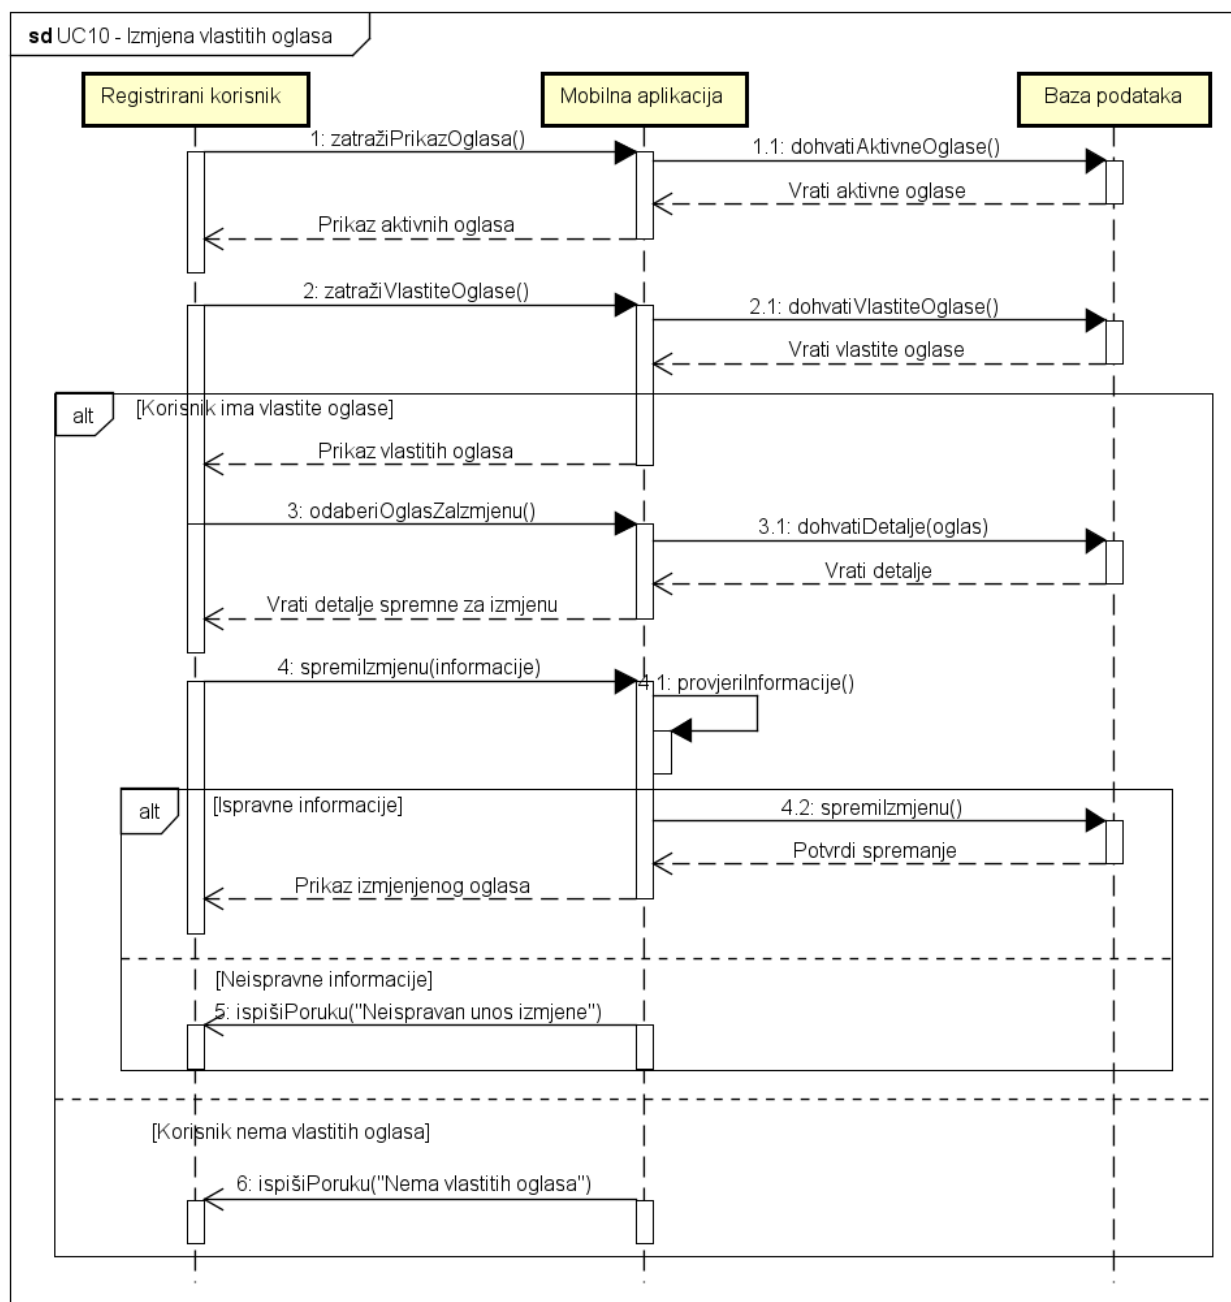 sd UC10 - Izmjena vlastitih oglasa
Registrirani korisnik
Mobilna aplikacija
Baza podataka
1: zatražiPrikazOglasa()
1.1: dohvatiAktivneOglase()
Vrati aktivne oglase
Prikaz aktivnih oglasa
2: zatražiVlastiteOglase()
2.1: dohvatiVlastiteOglase()
Vrati vlastite oglase
alt
[Korisnik ima vlastite oglase]
Prikaz vlastitih oglasa
3: odaberiOglasZaIzmjenu()
3.1: dohvatiDetalje(oglas)
Vrati detalje
Vrati detalje spremne za izmjenu
4: spremiIzmjenu(informacije)
4.1: provjeriInformacije()
alt
[Ispravne informacije]
4.2: spremiIzmjenu()
Potvrdi spremanje
Prikaz izmjenjenog oglasa
[Neispravne informacije]
5: ispišiPoruku("Neispravan unos izmjene")
[Korisnik nema vlastitih oglasa]
6: ispišiPoruku("Nema vlastitih oglasa")